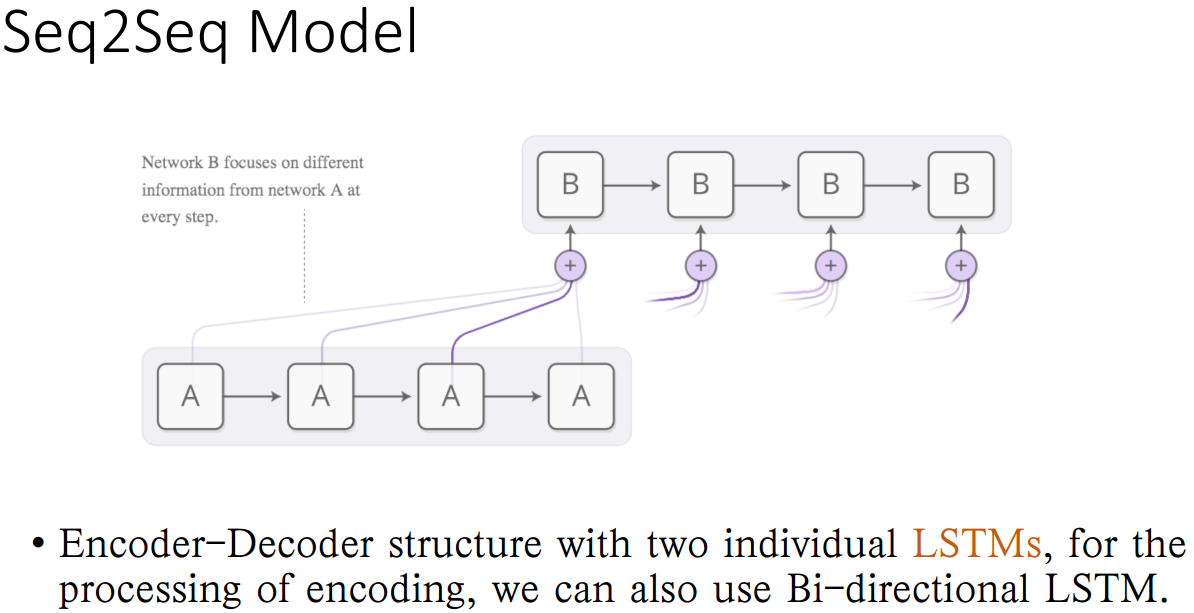 Seq2Seq Model
Network B focuses on different
information from network A at
every step.
B B B B
+ + + +
A A A A
• Encoder-Decoder structure with two individual LSTMs, for the
processing of encoding, we can also use Bi-directional LSTM.